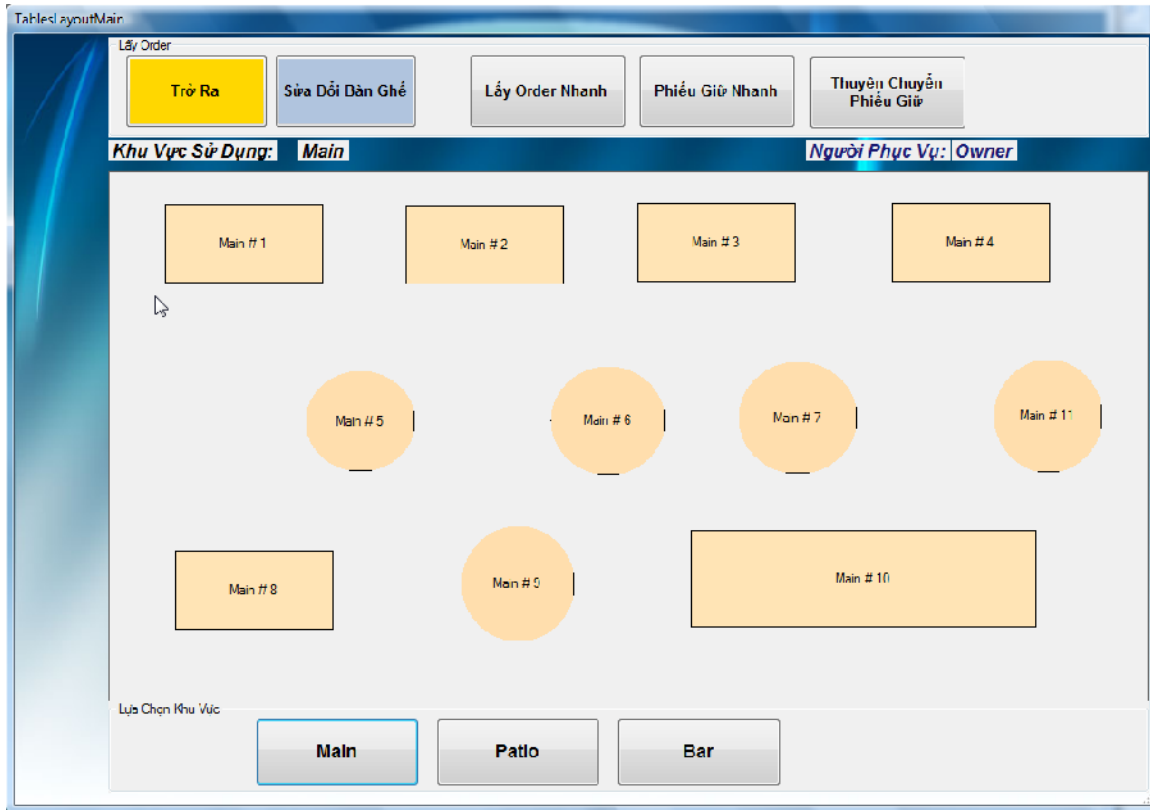 TablesLayoutMain
Lấy Order
Trở Ra
Sửa Đổi Bàn Ghế
Lấy Order Nhanh
Phiếu Giữ Nhanh
Thuyên Chuyển
Phiếu Giữ
Khu Vực Sử Dụng: Main
Người Phục Vụ: Owner
Main # 1
Main # 2
Main # 3
Main # 4
Main # 5
Main # 6
Main # 7
Main # 11
Main # 8
Main # 9
Main # 10
Lựa Chọn Khu Vực
Main
Patio
Bar